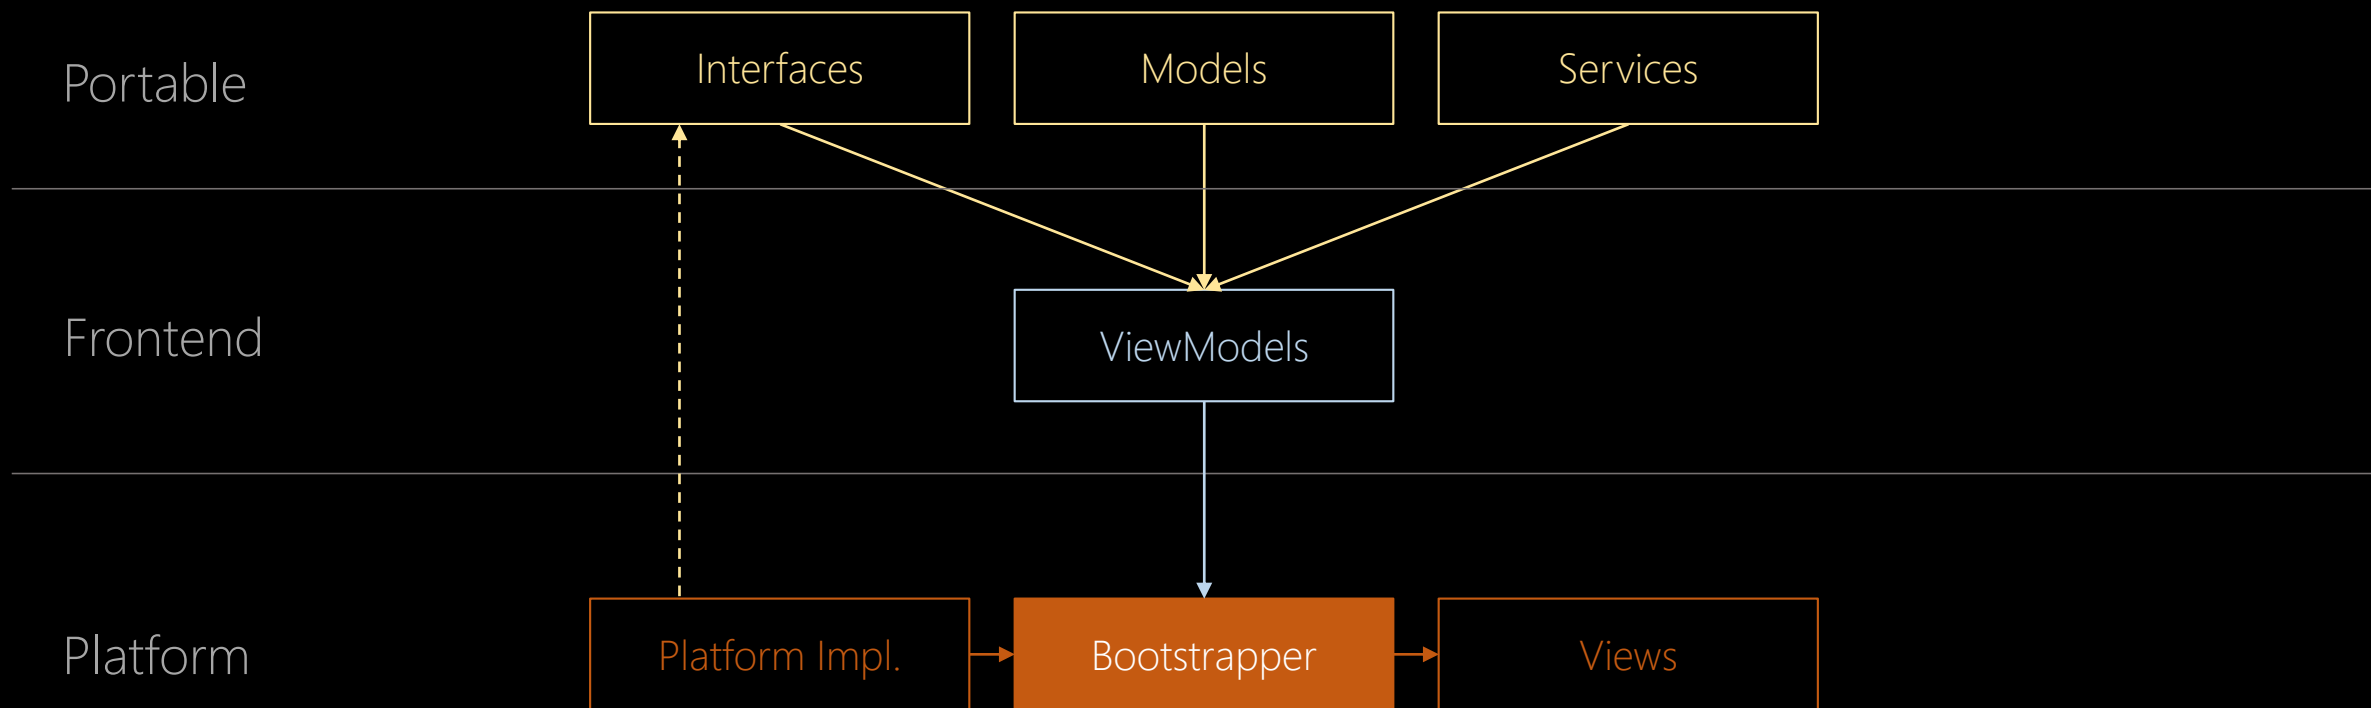 Portable
Interfaces
Models
Services
Frontend
ViewModels
Platform
Platform Impl.
Bootstrapper
Views